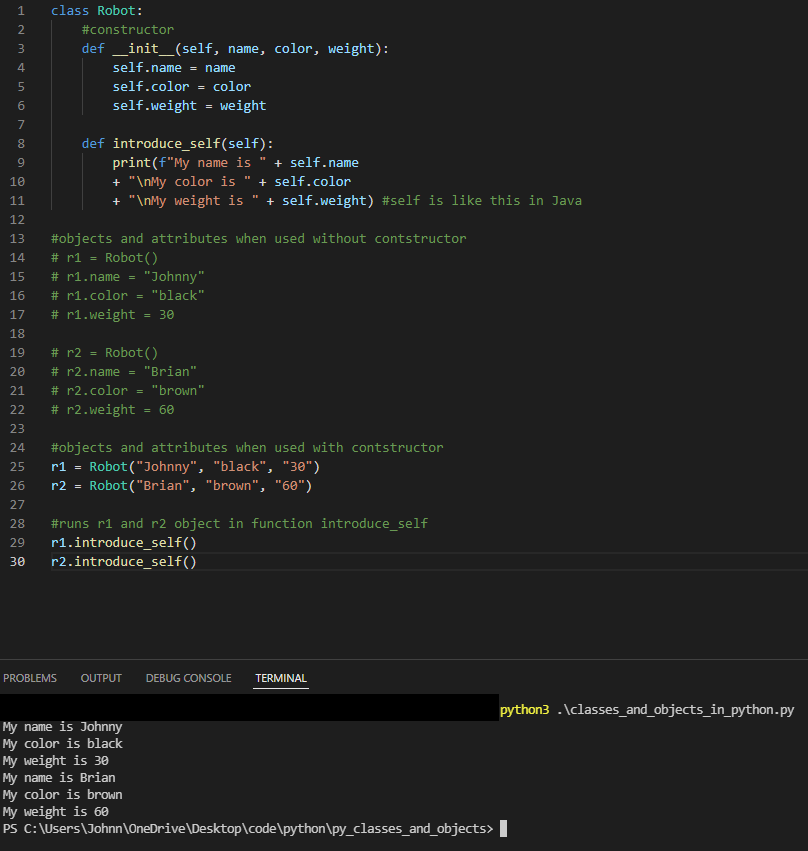 1 class Robot:
2 #constructor
3 def __init__(self, name, color, weight):
4 self.name = name
5 self.color = color
6 self.weight = weight
7
8 def introduce_self(self):
9 print(f"My name is " + self.name
10 + "\nMy color is " + self.color
11 + "\nMy weight is " + self.weight) #self is like this in Java
12
13 #objects and attributes when used without contstructor
14 # r1 = Robot()
15 # r1.name = "Johnny"
16 # r1.color = "black"
17 # r1.weight = 30
18
19 # r2 = Robot()
20 # r2.name = "Brian"
21 # r2.color = "brown"
22 # r2.weight = 60
23
24 #objects and attributes when used with contstructor
25 r1 = Robot("Johnny", "black", "30")
26 r2 = Robot("Brian", "brown", "60")
27
28 #runs r1 and r2 object in function introduce_self
29 r1.introduce_self()
30 r2.introduce_self()
PROBLEMS OUTPUT DEBUG CONSOLE TERMINAL
python3 .\classes_and_objects_in_python.py
My name is Johnny
My color is black
My weight is 30
My name is Brian
My color is brown
My weight is 60
PS C:\Users\Johnn\OneDrive\Desktop\code\python\py_classes_and_objects>